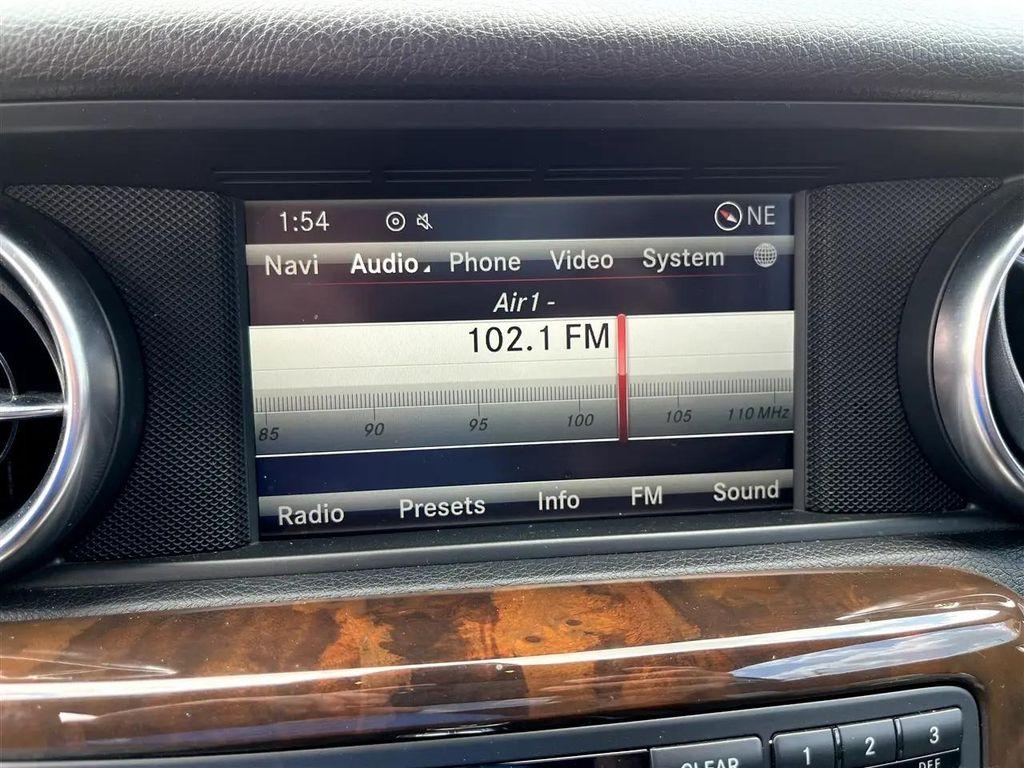 1:54 NE
Navi Audio Phone Video System
Air1 -
102.1 FM
85 90 95 100 105 110 MHz
Radio Presets Info FM Sound
CLEAR 1 2 3